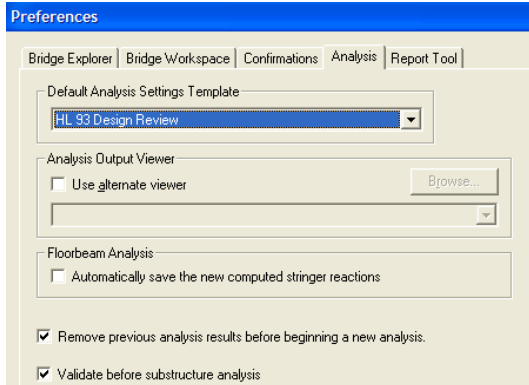 Preferences
Bridge Explorer Bridge Workspace Confirmations Analysis Report Tool
Default Analysis Settings Template
HL 93 Design Review
Analysis Output Viewer
Use alternate viewer Browse...
Floorbeam Analysis
Automatically save the new computed stringer reactions
Remove previous analysis results before beginning a new analysis.
Validate before substructure analysis